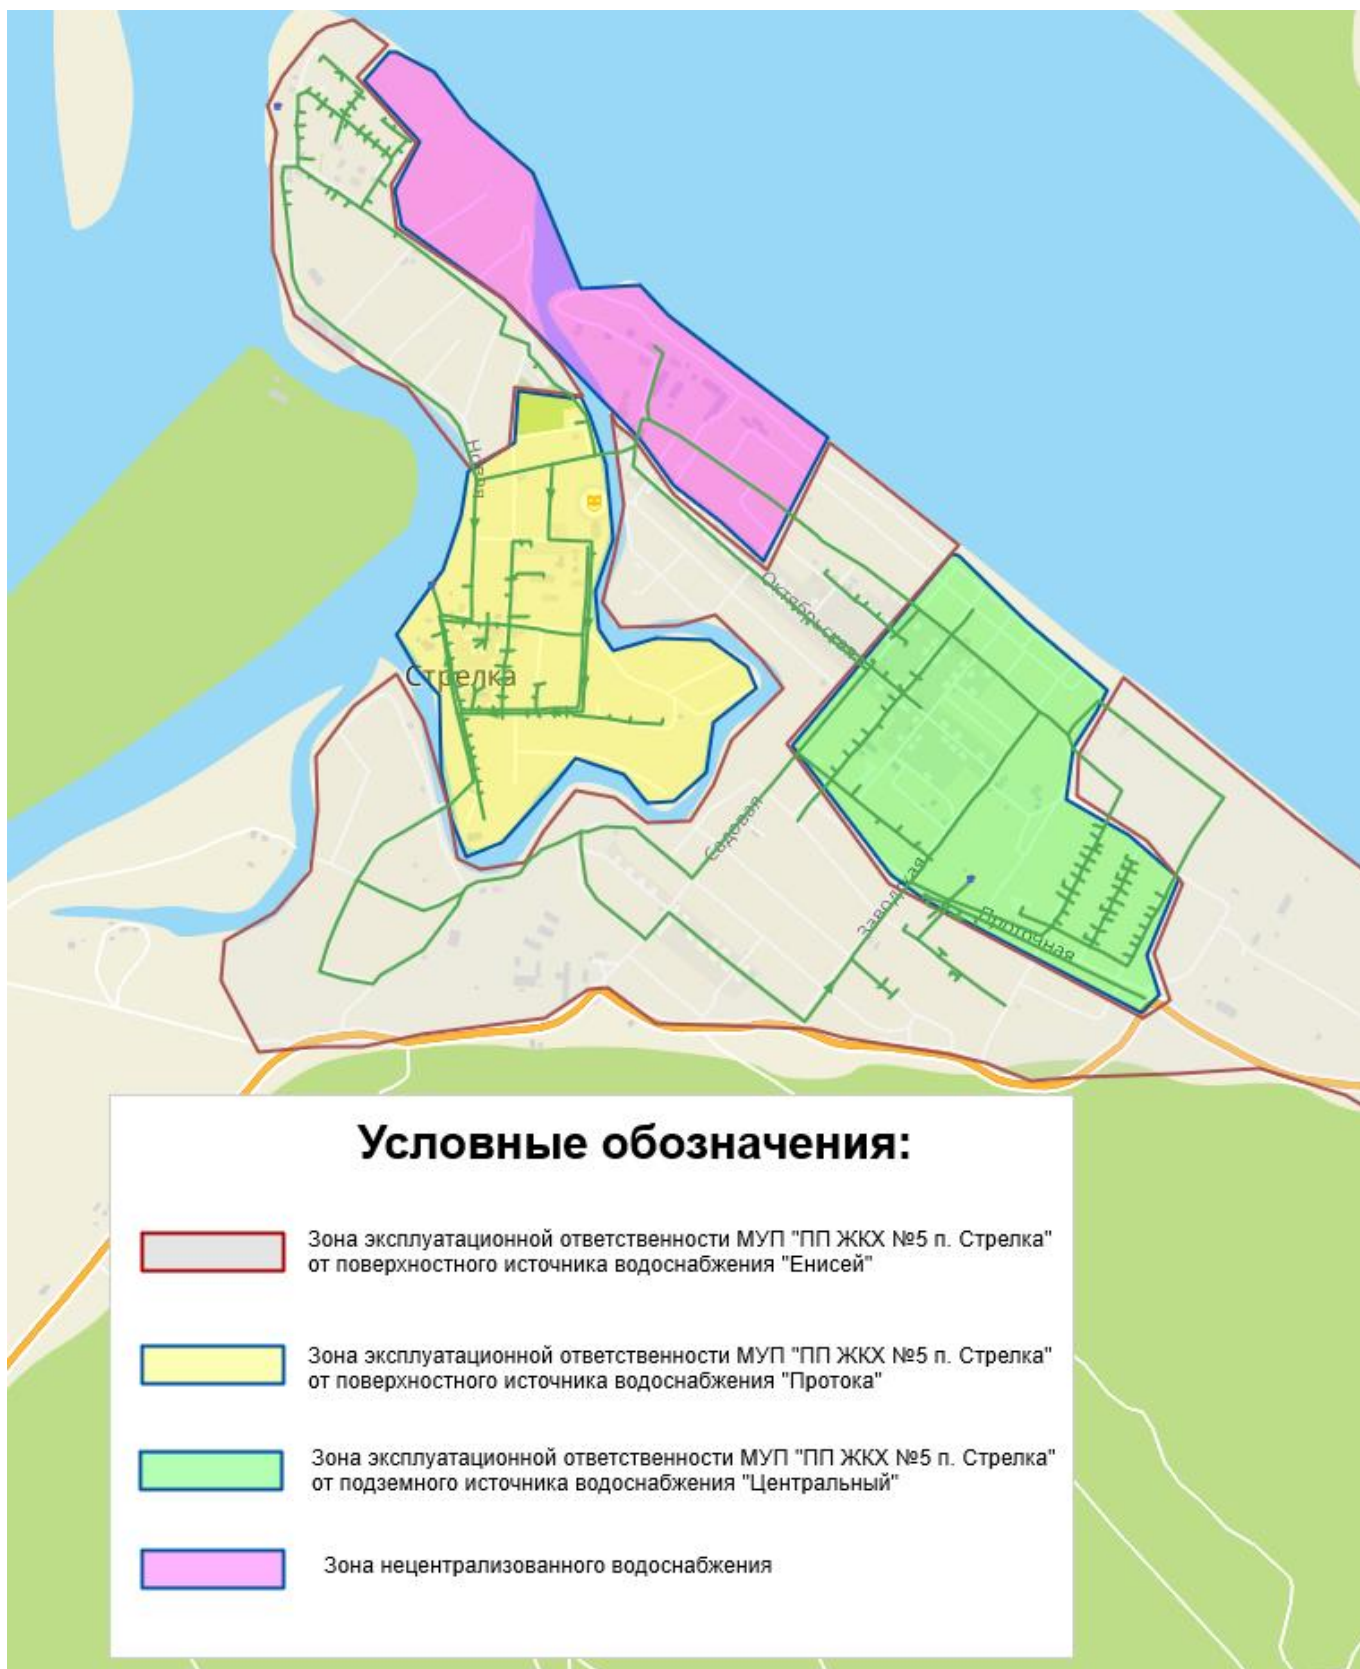 Новая
Октябрьская
Стрелка
Садовая
Заводская
Проточная
Условные обозначения:
Зона эксплуатационной ответственности МУП "ПП ЖКХ №5 п. Стрелка"
от поверхностного источника водоснабжения "Енисей"
Зона эксплуатационной ответственности МУП "ПП ЖКХ №5 п. Стрелка"
от поверхностного источника водоснабжения "Протока"
Зона эксплуатационной ответственности МУП "ПП ЖКХ №5 п. Стрелка"
от подземного источника водоснабжения "Центральный"
Зона нецентрализованного водоснабжения